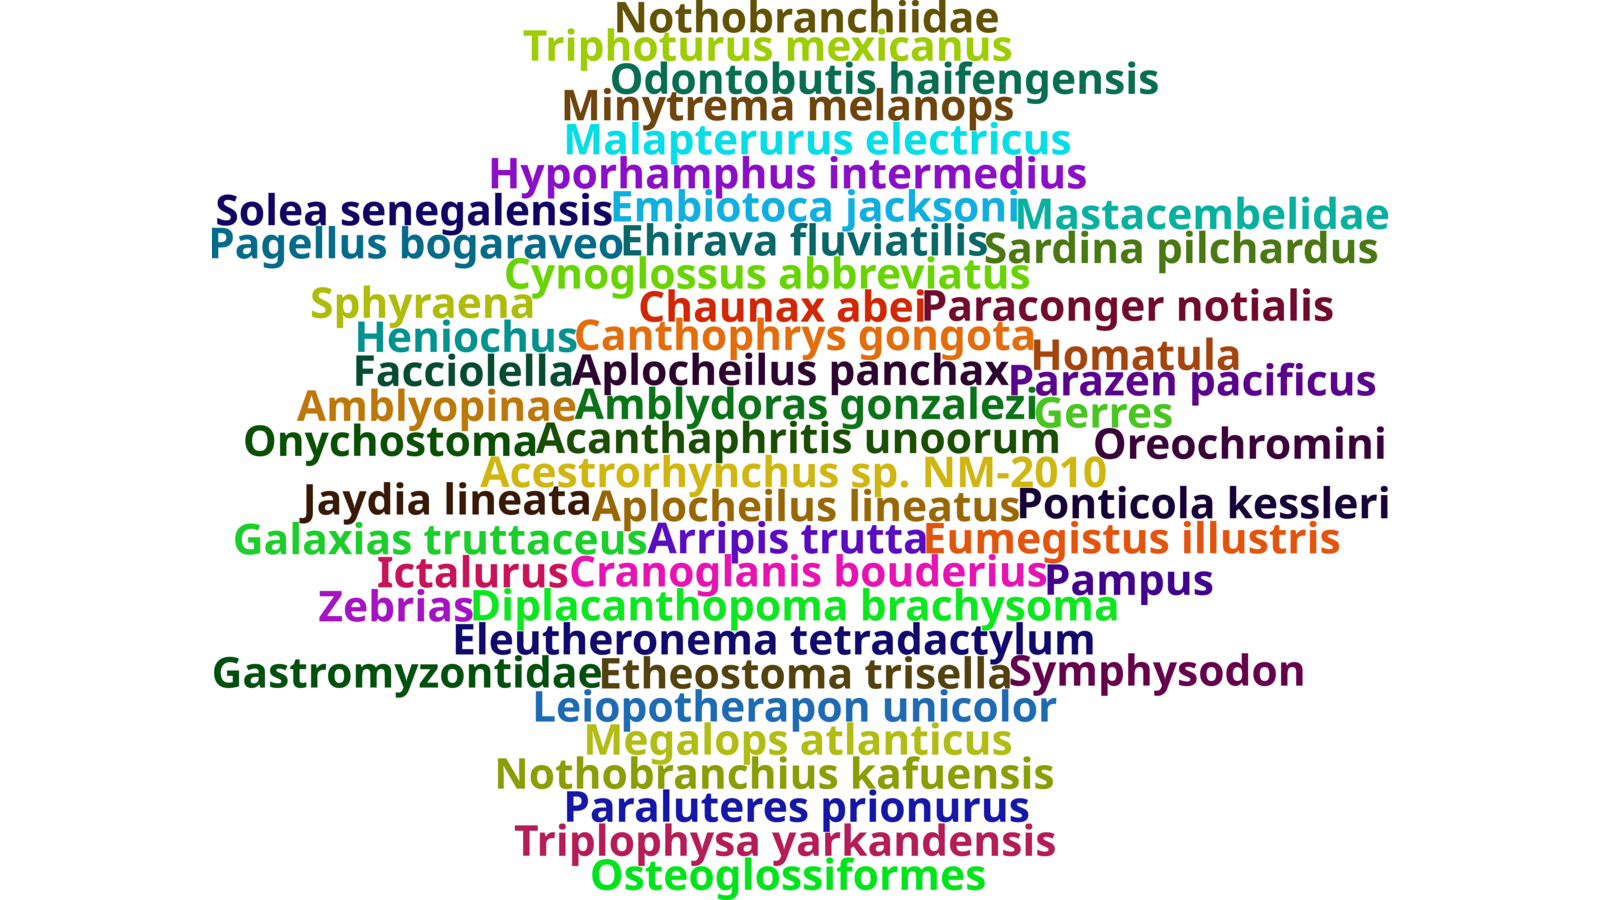 Nothobranchiidae
Triphoturus mexicanus
Odontobutis haifengensis
Minytrema melanops
Malapterurus electricus
Hyporhamphus intermedius
Solea senegalensis Embiotoca jacksoni Mastacembelidae
Pagellus bogaraveo Ehirava fluviatilis Sardina pilchardus
Cynoglossus abbreviatus
Sphyraena Chaunax abei Paraconger notialis
Heniochus Canthophrys gongota Homatula
Facciolella Aplocheilus panchax Parazen pacificus
Amblyopinae Amblydoras gonzalezi Gerres
Onychostoma Acanthaphritis unoorum Oreochromini
Acestrorhynchus sp. NM-2010
Jaydia lineata Aplocheilus lineatus Ponticola kessleri
Galaxias truttaceus Arripis trutta Eumegistus illustris
Ictalurus Cranoglanis bouderius Pampus
Zebrias Diplacanthopoma brachysoma
Eleutheronema tetradactylum
Gastromyzontidae Etheostoma trisella Symphysodon
Leiopotherapon unicolor
Megalops atlanticus
Nothobranchius kafuensis
Paraluteres prionurus
Triplophysa yarkandensis
Osteoglossiformes